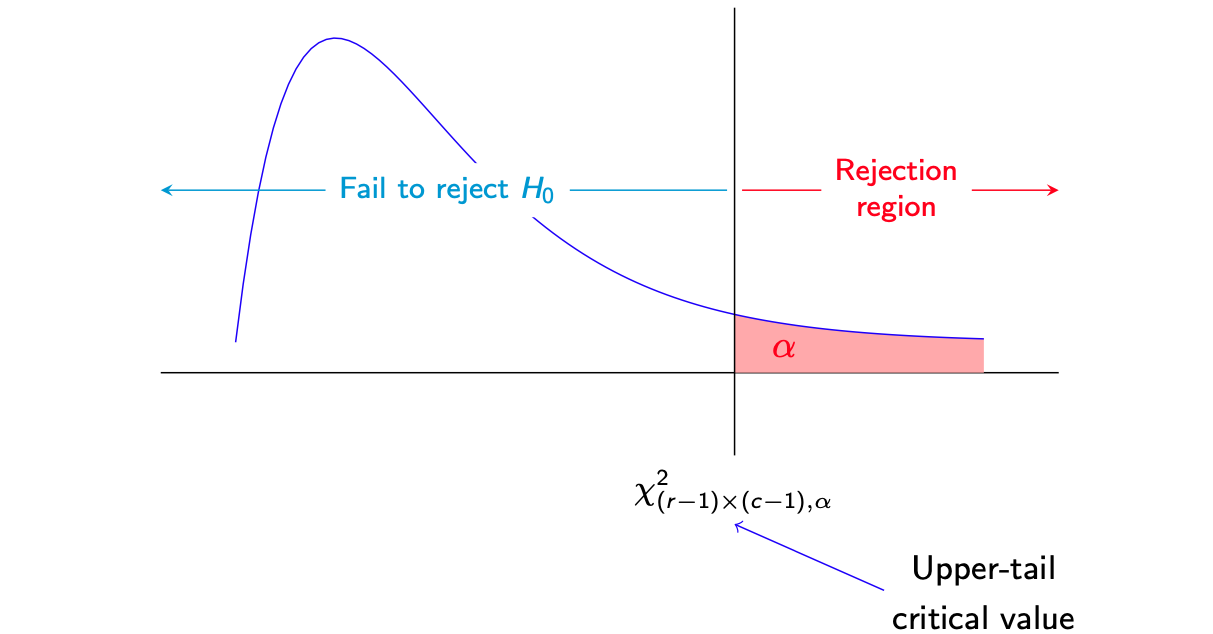 Fail to reject H₀
Rejection
region
α
χ²₍ᵣ₋₁₎×₍c₋₁₎,α
Upper-tail
critical value